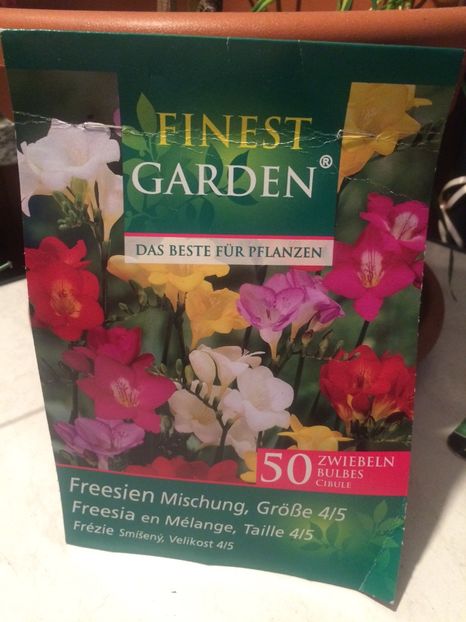 FINEST
GARDEN®
DAS BESTE FÜR PFLANZEN
50 ZWIEBELN
BULBES
CIBULE
Freesien Mischung, Größe 4/5
Freesia en Mélange, Taille 4/5
Frézie Smíšený, Velikost 4/5